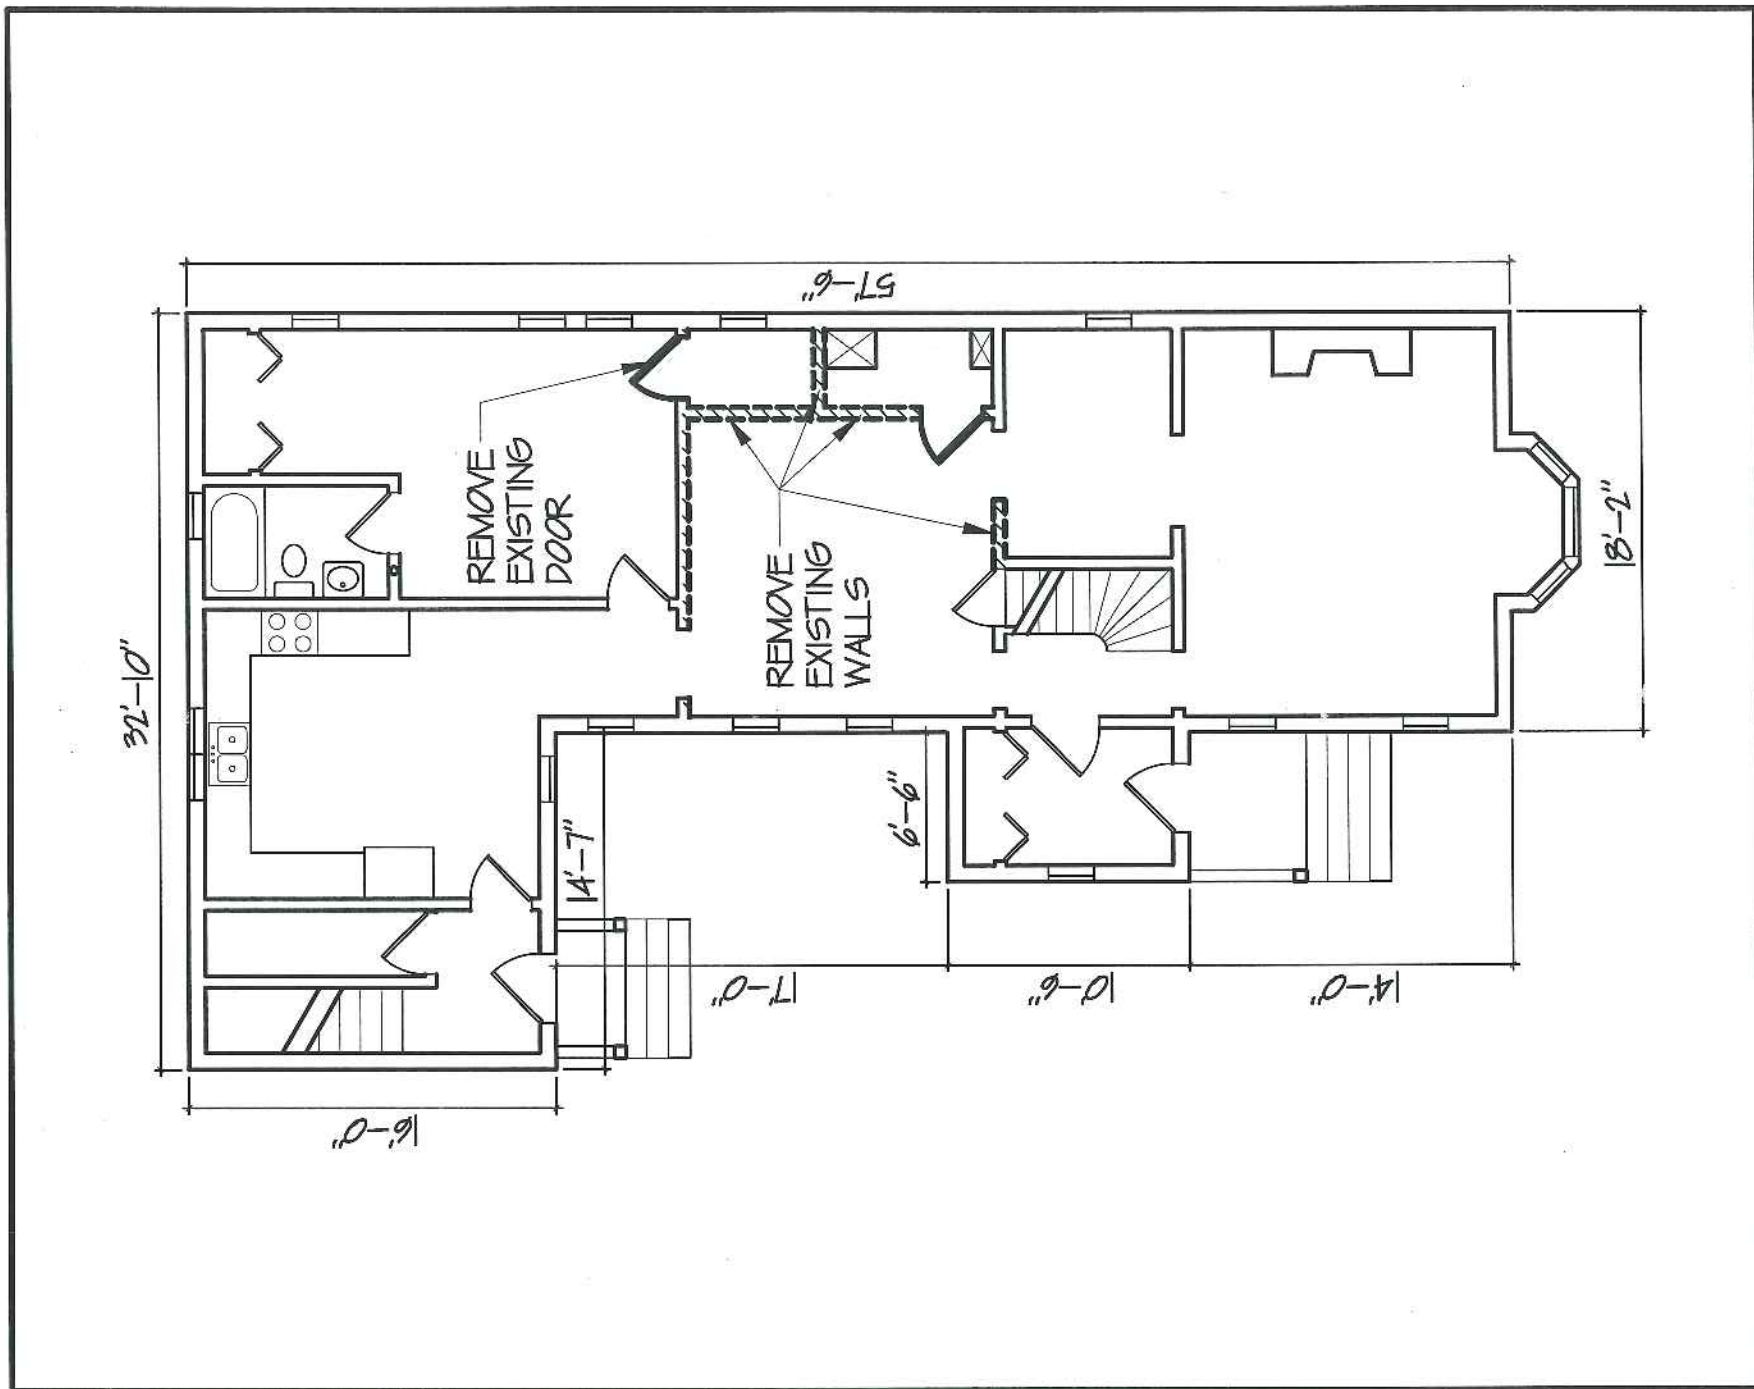 57'-6"
32'-10"
18'-2"
REMOVE
EXISTING
DOOR
REMOVE
EXISTING
WALLS
14'-7"
6'-6"
17'-0"
10'-6"
14'-0"
16'-0"